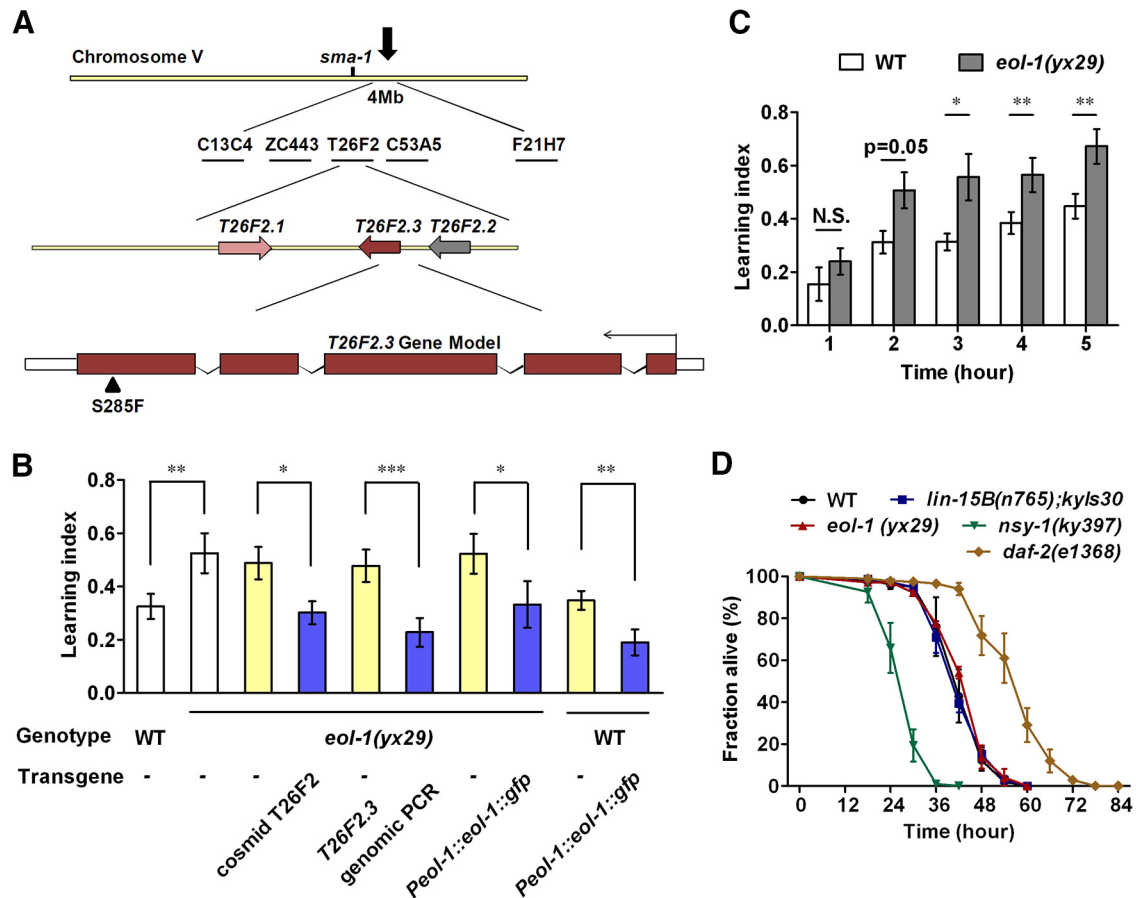 A
Chromosome V
sma-1
4Mb
C13C4 ZC443 T26F2 C53A5 F21H7
T26F2.1 T26F2.3 T26F2.2
T26F2.3 Gene Model
S285F
B
Learning index
0.8
0.6
0.4
0.2
0.0
** * *** * **
Genotype WT eol-1(yx29) WT
Transgene - - - - - -
cosmid T26F2
T26F2.3
genomic PCR
Peol-1::eol-1::gfp
Peol-1::eol-1::gfp
C
WT eol-1(yx29)
Learning index
0.8
0.6
0.4
0.2
0.0
N.S.
p=0.05
* ** **
1 2 3 4 5
Time (hour)
D
WT lin-15B(n765);kyIs30
eol-1 (yx29) nsy-1(ky397)
daf-2(e1368)
Fraction alive (%)
100
80
60
40
20
0
0 12 24 36 48 60 72 84
Time (hour)